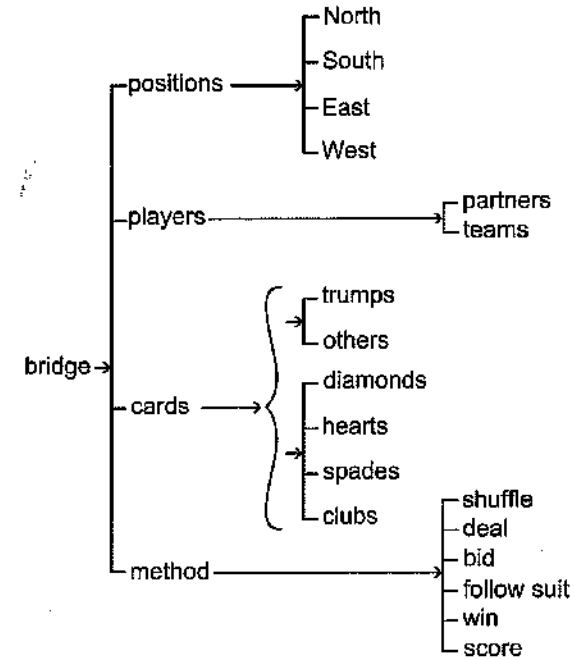 North
South
positions
East
West
partners
players
teams
trumps
others
bridge
diamonds
cards
hearts
spades
clubs
shuffle
deal
method
bid
follow suit
win
score